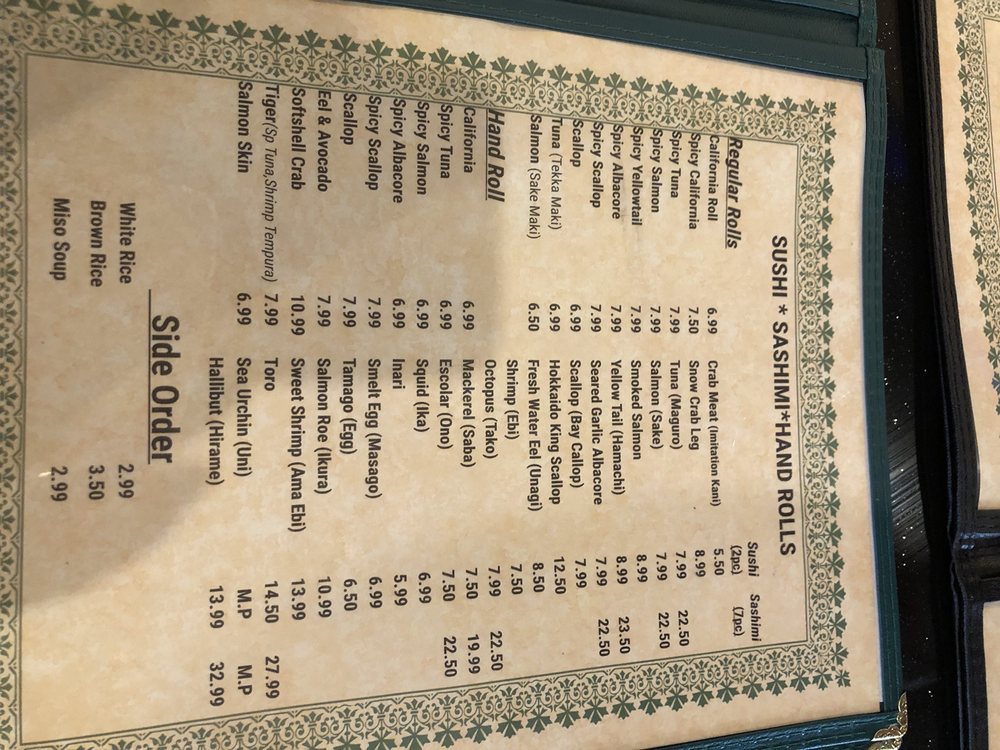 SUSHI * SASHIMI*HAND ROLLS
Regular Rolls
California Roll 6.99
Spicy California 7.50
Spicy Tuna 7.99
Spicy Salmon 7.99
Spicy Yellowtail 7.99
Spicy Albacore 7.99
Spicy Scallop 7.99
Scallop 6.99
Tuna (Tekka Maki) 6.99
Salmon (Sake Maki) 6.50
Hand Roll
California 6.99
Spicy Tuna 6.99
Spicy Salmon 6.99
Spicy Albacore 6.99
Spicy Scallop 7.99
Scallop 7.99
Eel & Avocado 7.99
Softshell Crab 10.99
Tiger(Sp Tuna,Shrimp Tempura) 7.99
Salmon Skin 6.99
Sushi Sashimi
(2pc) (7pc)
Crab Meat (Imitation Kani) 5.50
Snow Crab Leg 8.99
Tuna (Maguro) 7.99 22.50
Salmon (Sake) 7.99 22.50
Smoked Salmon 8.99
Yellow Tail (Hamachi) 8.99 23.50
Seared Garlic Albacore 7.99 22.50
Scallop (Bay Callop) 7.99
Hokkaido King Scallop 12.50
Fresh Water Eel (Unagi) 8.50
Shrimp (Ebi) 7.50
Octopus (Tako) 7.99 22.50
Mackerel (Saba) 7.50 19.99
Escolar (Ono) 7.50 22.50
Squid (Ika) 6.99
Inari 5.99
Smelt Egg (Masago) 6.99
Tamago (Egg) 6.50
Salmon Roe (Ikura) 10.99
Sweet Shrimp (Ama Ebi) 13.99
Toro 14.50 27.99
Sea Urchin (Uni) M.P M.P
Hallibut (Hirame) 13.99 32.99
Side Order
White Rice 2.99
Brown Rice 3.50
Miso Soup 2.99